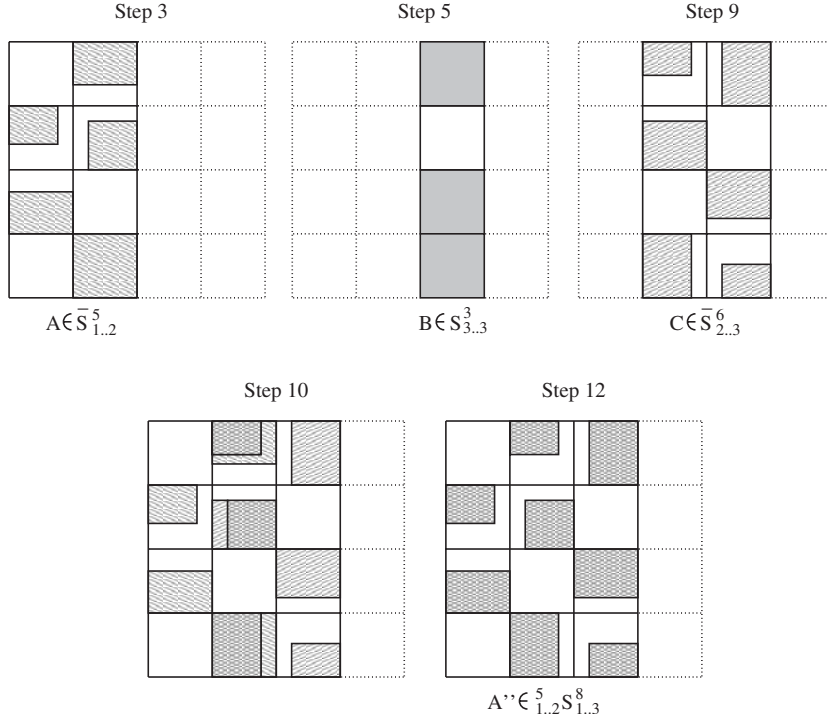 Step 3
Step 5
Step 9
A∈S̄⁵₁..₂
B∈S³₃..₃
C∈S̄⁶₂..₃
Step 10
Step 12
A’’∈⁵₁..₂S⁸₁..₃